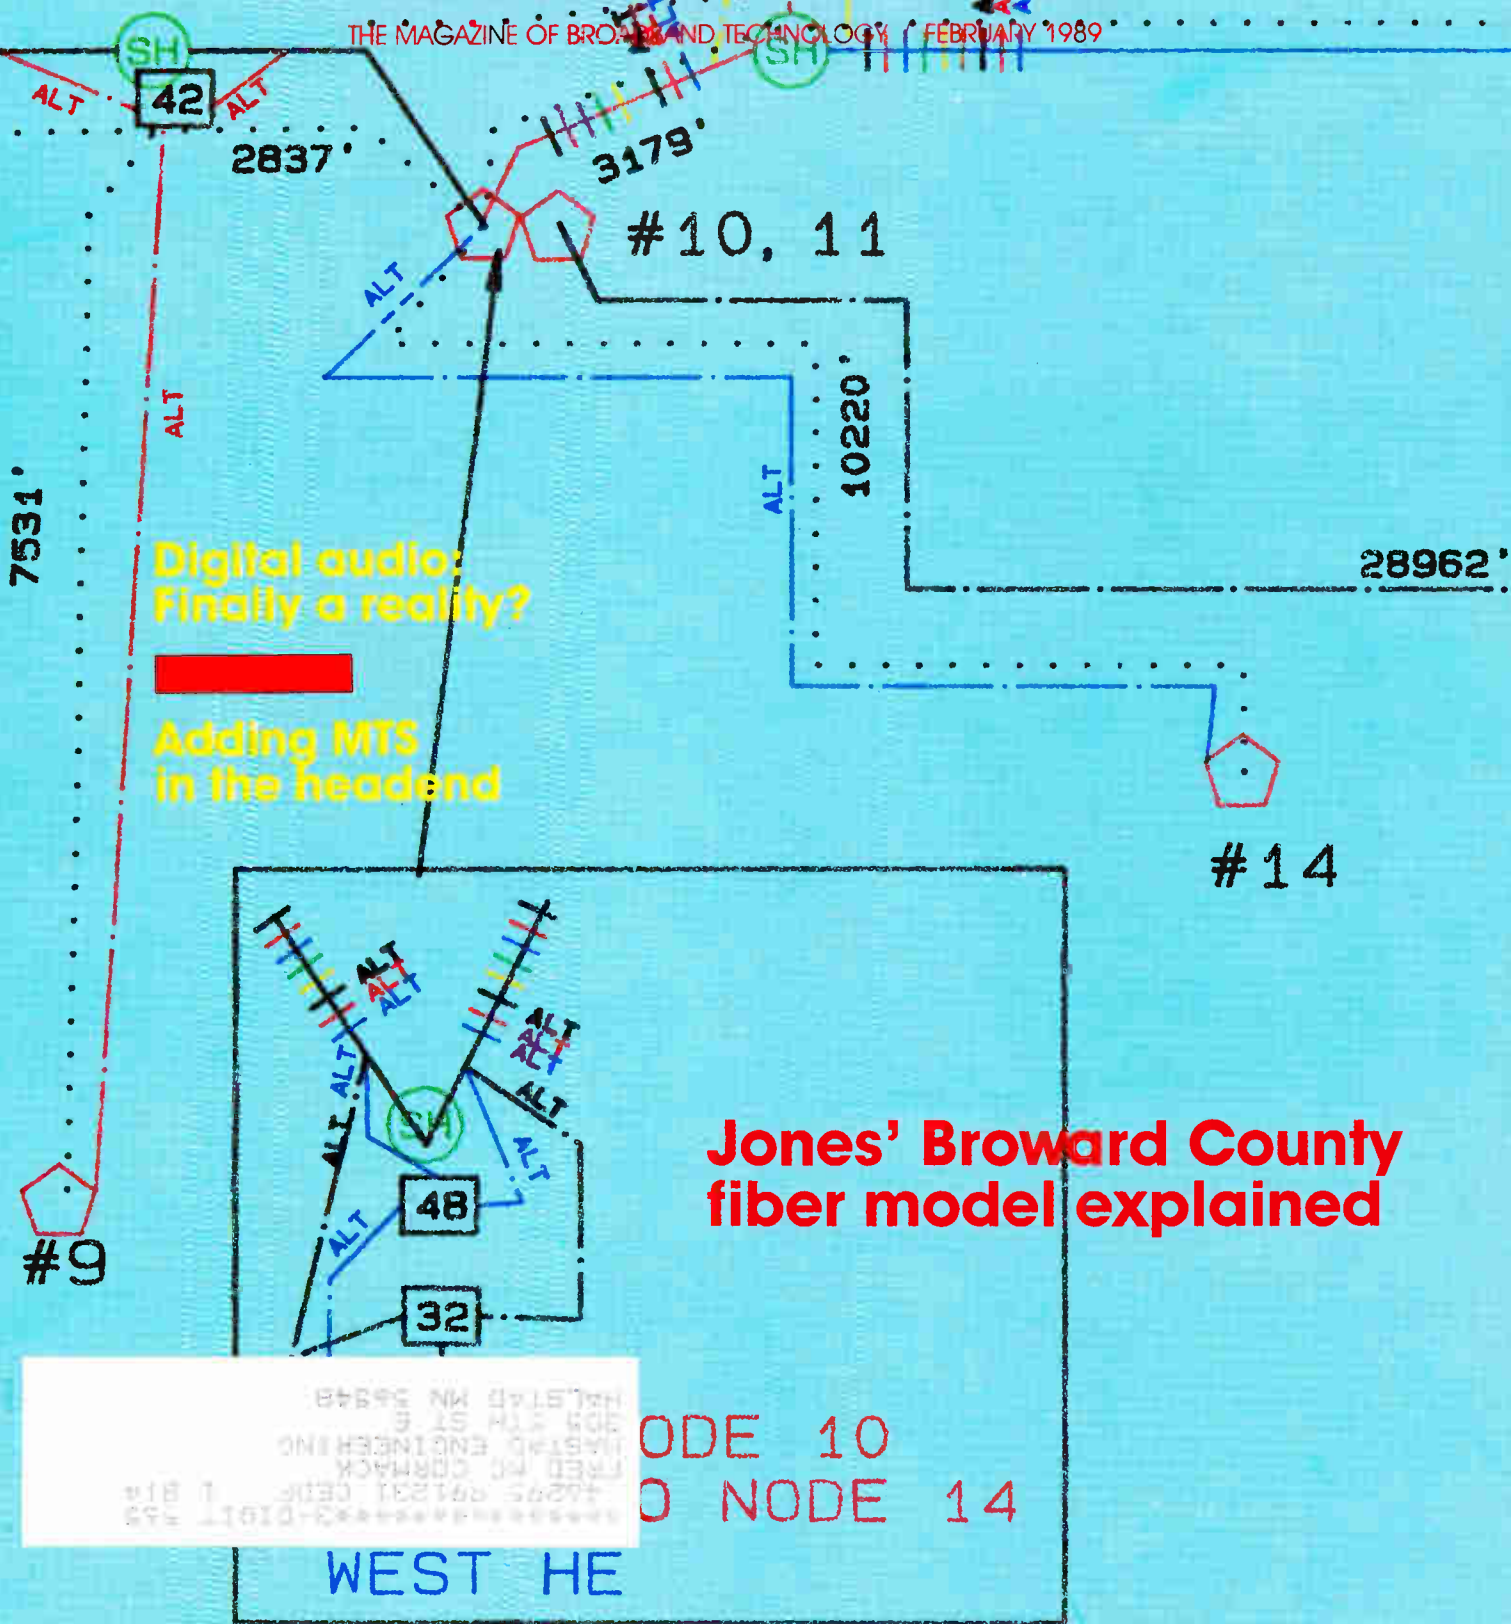 THE MAGAZINE OF BROADBAND TECHNOLOGY / FEBRUARY 1989
SH
SH
42
ALT
ALT
2837'
3179'
#10, 11
ALT
ALT
7531'
10220'
ALT
28962'
Digital audio:
Finally a reality?
Adding MTS
in the headend
#14
ALT
ALT
ALT
ALT
ALT
ALT
ALT
ALT
ALT
SH
ALT
48
ALT
32
#9
Jones' Broward County
fiber model explained
HALSTAD MN 56548
ODE 10
O NODE 14
WEST HE